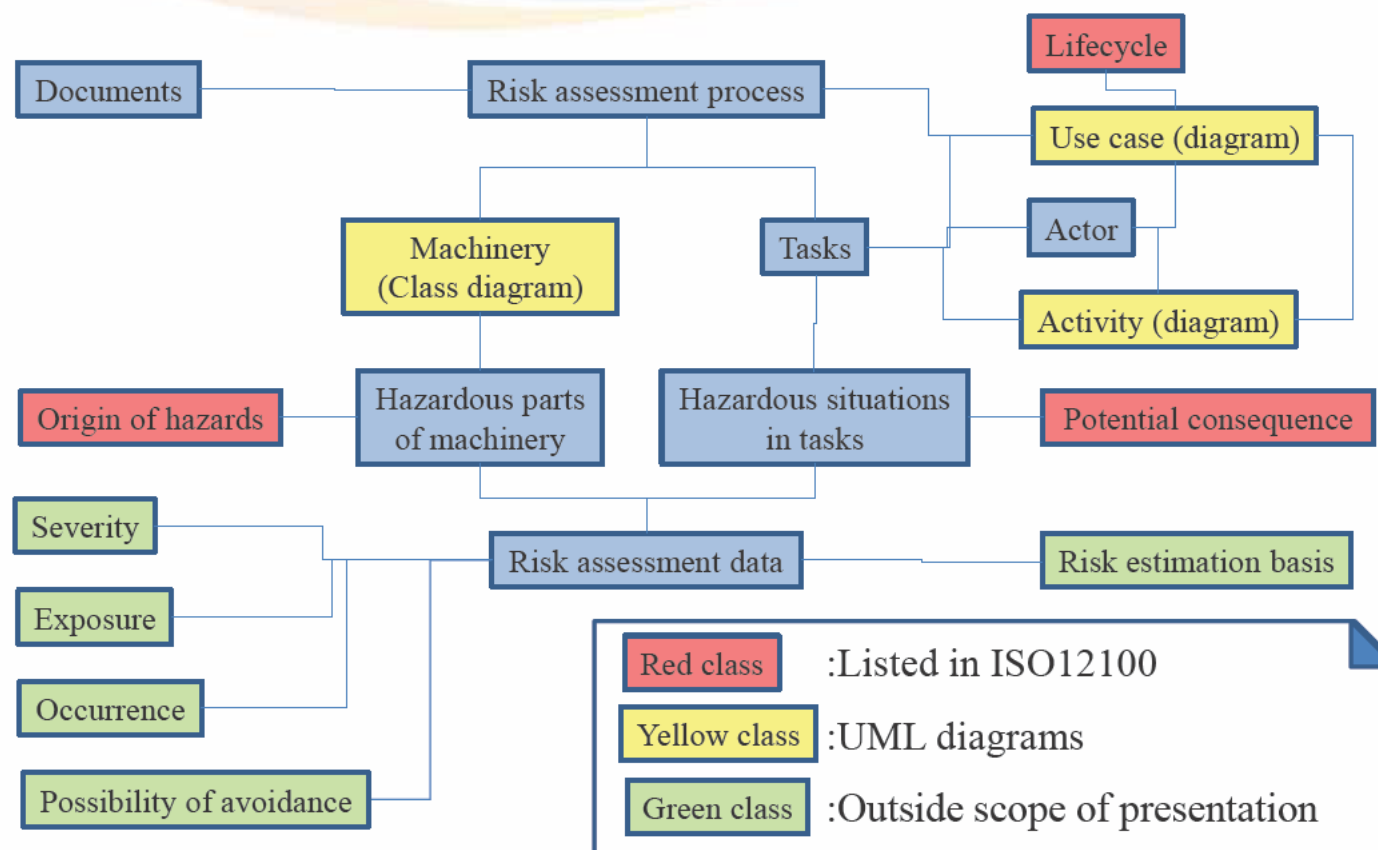 Lifecycle
Documents
Risk assessment process
Use case (diagram)
Machinery
(Class diagram)
Tasks
Actor
Activity (diagram)
Origin of hazards
Hazardous parts
of machinery
Hazardous situations
in tasks
Potential consequence
Severity
Risk assessment data
Risk estimation basis
Exposure
Occurrence
Possibility of avoidance
Red class :Listed in ISO12100
Yellow class :UML diagrams
Green class :Outside scope of presentation